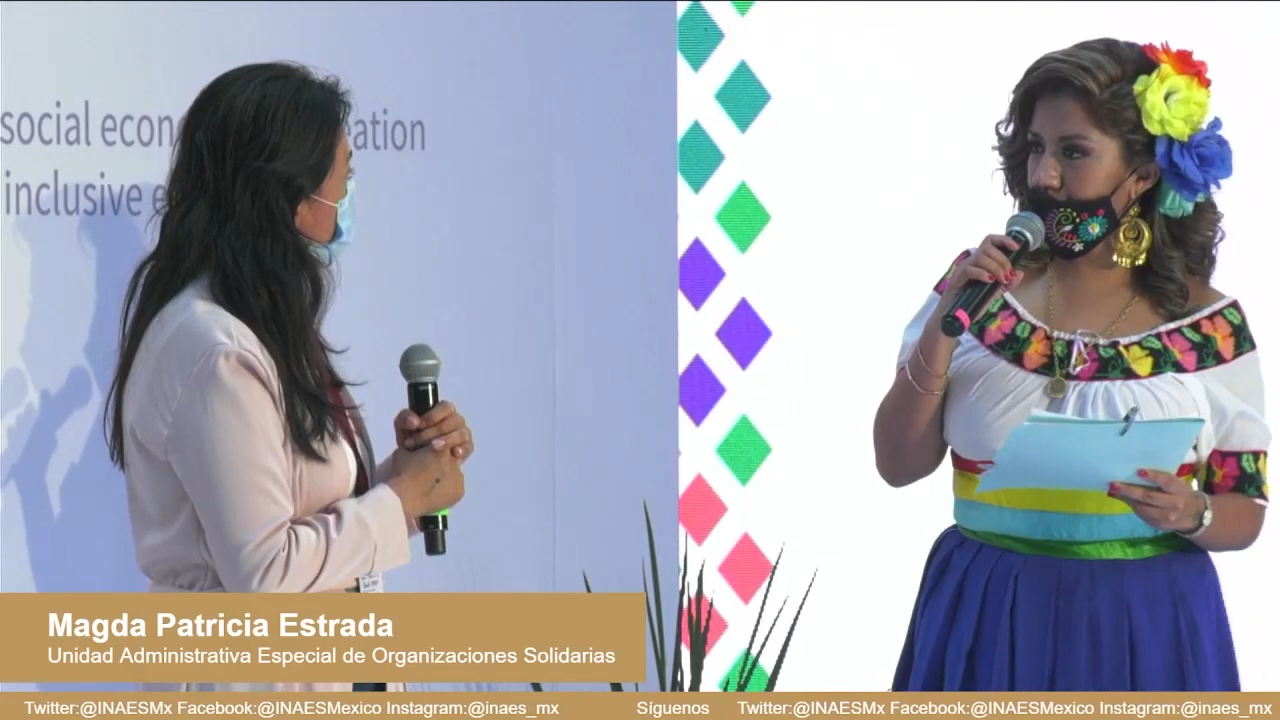 social econ eation
inclusive e
Magda Patricia Estrada
Unidad Administrativa Especial de Organizaciones Solidarias
Twitter:@INAESMx Facebook:@INAESMexico Instagram:@inaes_mx Síguenos Twitter:@INAESMx Facebook:@INAESMexico Instagram:@inaes_mx